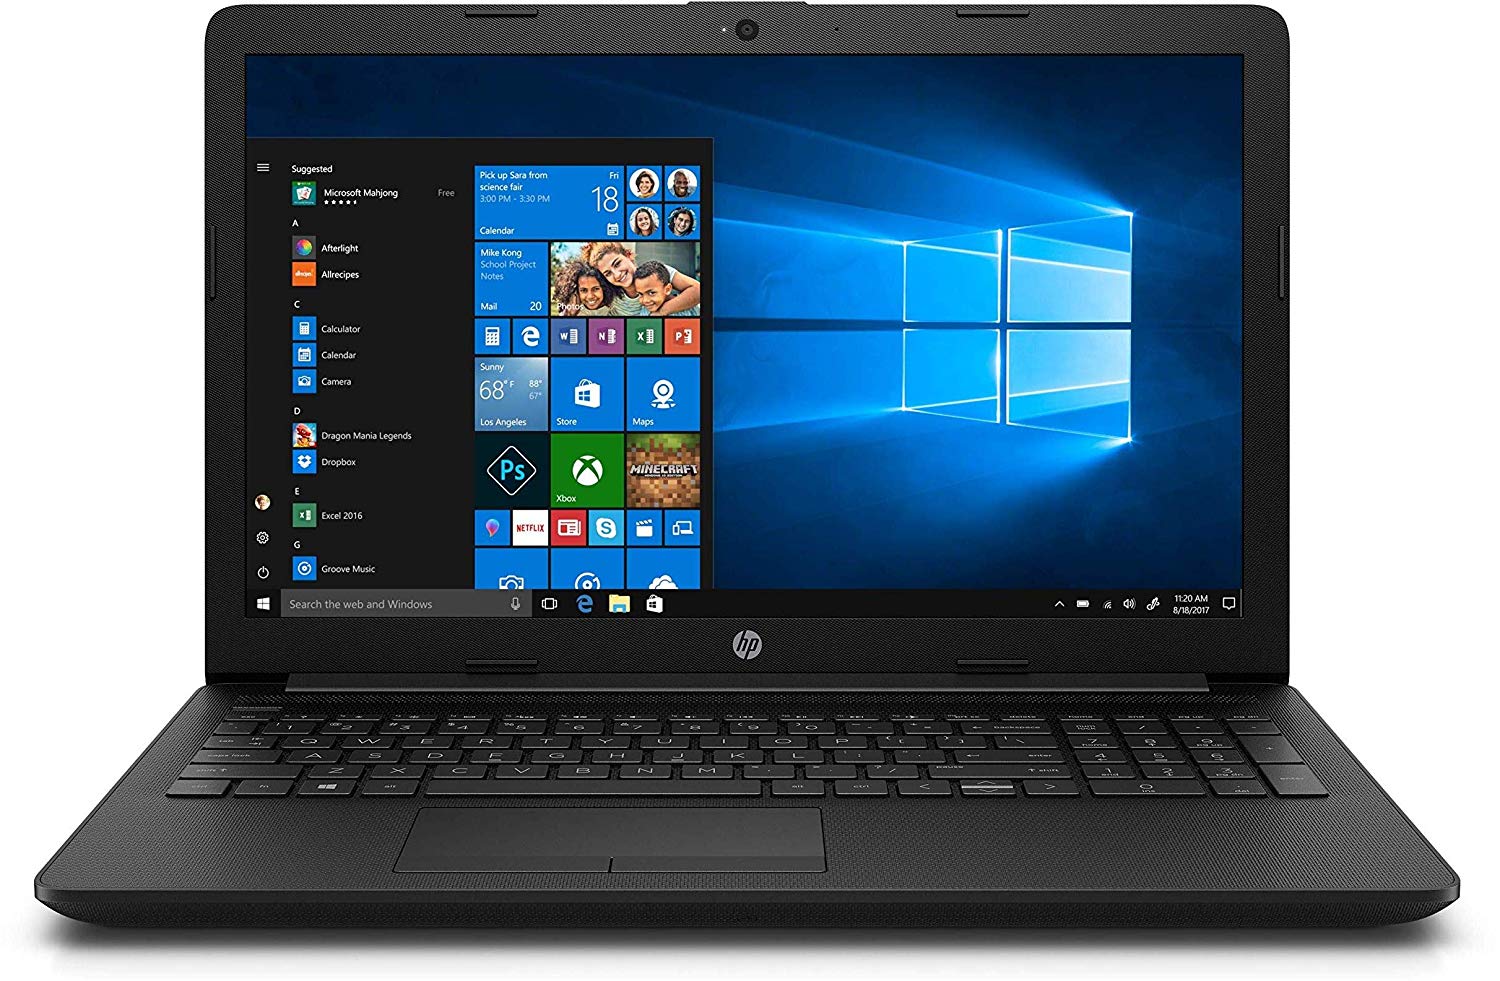 Suggested
Microsoft Mahjong
Free
A
Afterlight
Allrecipes
C
Calculator
Calendar
Camera
D
Dragon Mania Legends
Dropbox
E
Excel 2016
G
Groove Music
Pick up Sara from
science fair
3:00 PM - 3:30 PM
Fri
18
Calendar
Mike Kong
School Project
Notes
Mail 20
Photos
Sunny
68°F 88°
67°
Los Angeles
Store
Maps
Ps
Xbox
MINECRAFT
WINDOWS 10 EDITION
NETFLIX
Search the web and Windows
11:20 AM
8/18/2017
hp
Q W E R T Y U I O P
A S D F G H J K L
Z X C V B N M